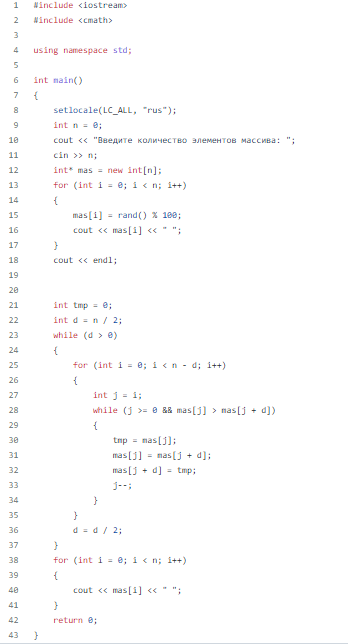 1 #include <iostream>
2 #include <cmath>
3
4 using namespace std;
5
6 int main()
7 {
8 setlocale(LC_ALL, "rus");
9 int n = 0;
10 cout << "Введите количество элементов массива: ";
11 cin >> n;
12 int* mas = new int[n];
13 for (int i = 0; i < n; i++)
14 {
15 mas[i] = rand() % 100;
16 cout << mas[i] << " ";
17 }
18 cout << endl;
19
20
21 int tmp = 0;
22 int d = n / 2;
23 while (d > 0)
24 {
25 for (int i = 0; i < n - d; i++)
26 {
27 int j = i;
28 while (j >= 0 && mas[j] > mas[j + d])
29 {
30 tmp = mas[j];
31 mas[j] = mas[j + d];
32 mas[j + d] = tmp;
33 j--;
34 }
35 }
36 d = d / 2;
37 }
38 for (int i = 0; i < n; i++)
39 {
40 cout << mas[i] << " ";
41 }
42 return 0;
43 }